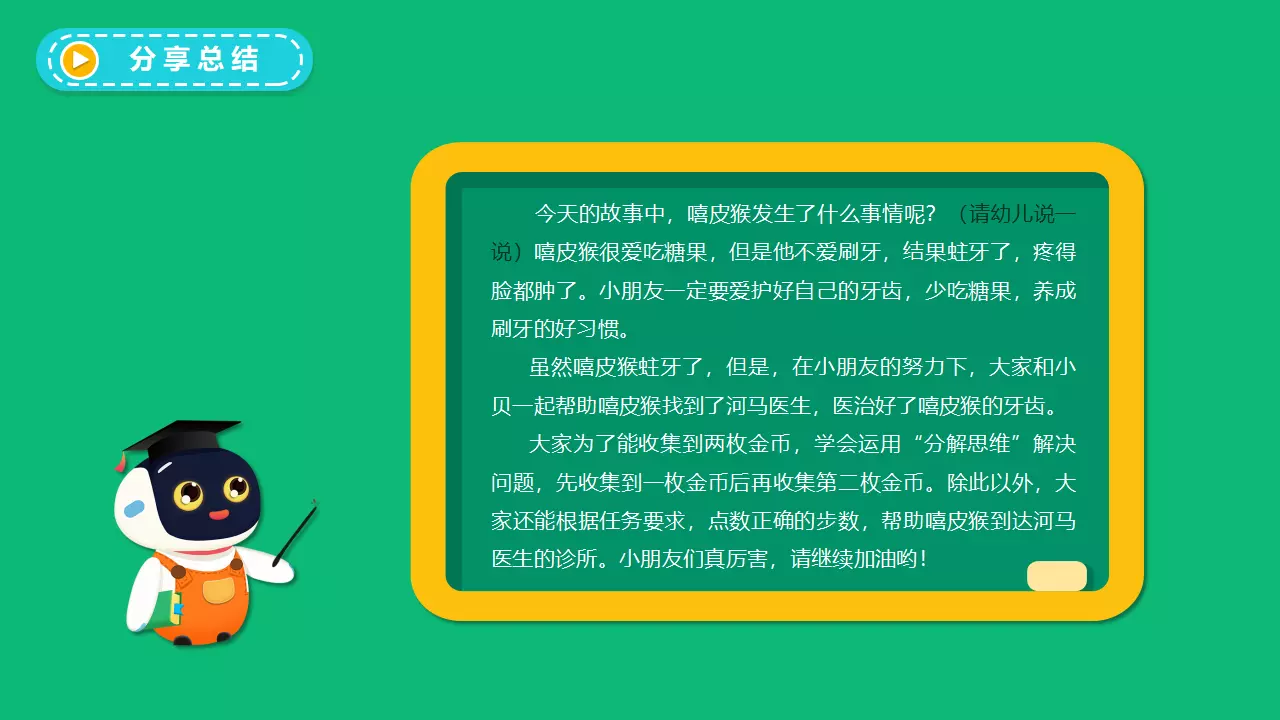 分享总结
今天的故事中，嘻皮猴发生了什么事情呢？（请幼儿说一
说）嘻皮猴很爱吃糖果，但是他不爱刷牙，结果蛀牙了，疼得
脸都肿了。小朋友一定要爱护好自己的牙齿，少吃糖果，养成
刷牙的好习惯。
虽然嘻皮猴蛀牙了，但是，在小朋友的努力下，大家和小
贝一起帮助嘻皮猴找到了河马医生，医治好了嘻皮猴的牙齿。
大家为了能收集到两枚金币，学会运用“分解思维”解决
问题，先收集到一枚金币后再收集第二枚金币。除此以外，大
家还能根据任务要求，点数正确的步数，帮助嘻皮猴到达河马
医生的诊所。小朋友们真厉害，请继续加油哟！